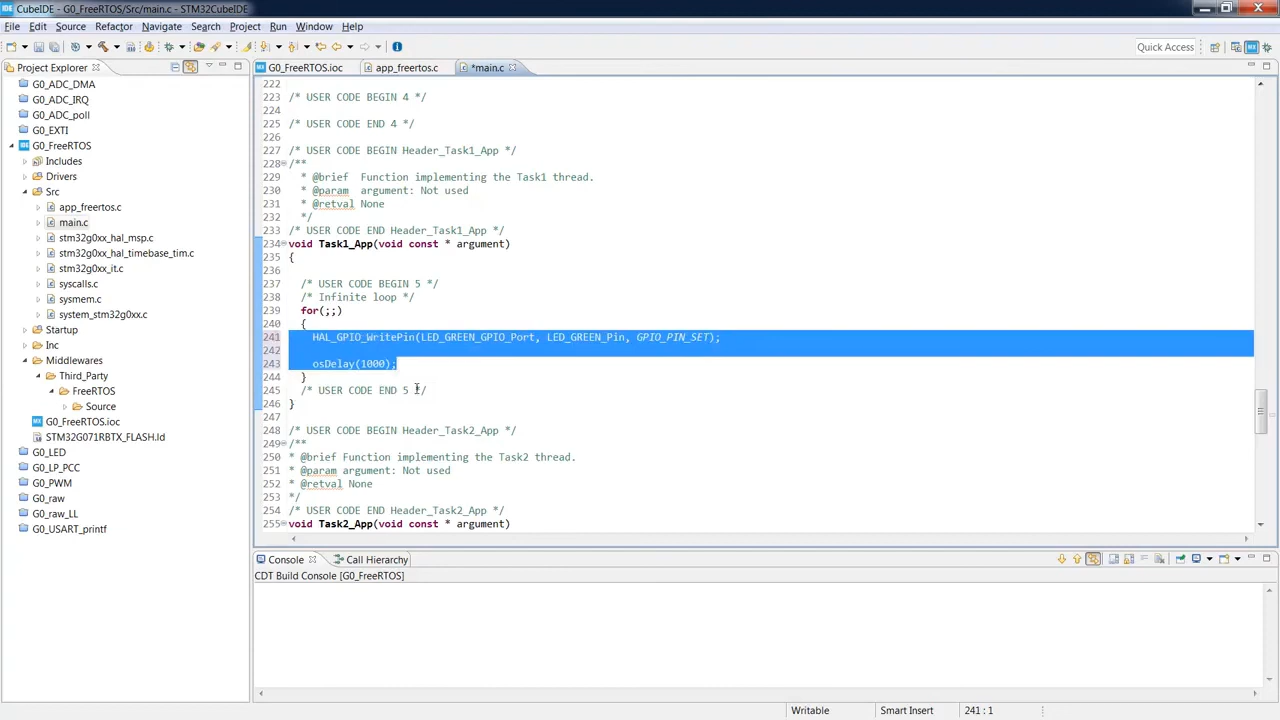 CubeIDE - G0_FreeRTOS/Src/main.c - STM32CubeIDE
File Edit Source Refactor Navigate Search Project Run Window Help
Quick Access
Project Explorer
G0_ADC_DMA
G0_ADC_IRQ
G0_ADC_poll
G0_EXTI
G0_FreeRTOS
Includes
Drivers
Src
app_freertos.c
main.c
stm32g0xx_hal_msp.c
stm32g0xx_hal_timebase_tim.c
stm32g0xx_it.c
syscalls.c
sysmem.c
system_stm32g0xx.c
Startup
Inc
Middlewares
Third_Party
FreeRTOS
Source
G0_FreeRTOS.ioc
STM32G071RBTX_FLASH.ld
G0_LED
G0_LP_PCC
G0_PWM
G0_raw
G0_raw_LL
G0_USART_printf
G0_FreeRTOS.ioc app_freertos.c *main.c
222
223 /* USER CODE BEGIN 4 */
224
225 /* USER CODE END 4 */
226
227 /* USER CODE BEGIN Header_Task1_App */
228 /**
229 * @brief Function implementing the Task1 thread.
230 * @param argument: Not used
231 * @retval None
232 */
233 /* USER CODE END Header_Task1_App */
234 void Task1_App(void const * argument)
235 {
236
237 /* USER CODE BEGIN 5 */
238 /* Infinite loop */
239 for(;;)
240 {
241 HAL_GPIO_WritePin(LED_GREEN_GPIO_Port, LED_GREEN_Pin, GPIO_PIN_SET);
242
243 osDelay(1000);
244 }
245 /* USER CODE END 5 */
246 }
247
248 /* USER CODE BEGIN Header_Task2_App */
249 /**
250 * @brief Function implementing the Task2 thread.
251 * @param argument: Not used
252 * @retval None
253 */
254 /* USER CODE END Header_Task2_App */
255 void Task2_App(void const * argument)
Console Call Hierarchy
CDT Build Console [G0_FreeRTOS]
Writable Smart Insert 241 : 1